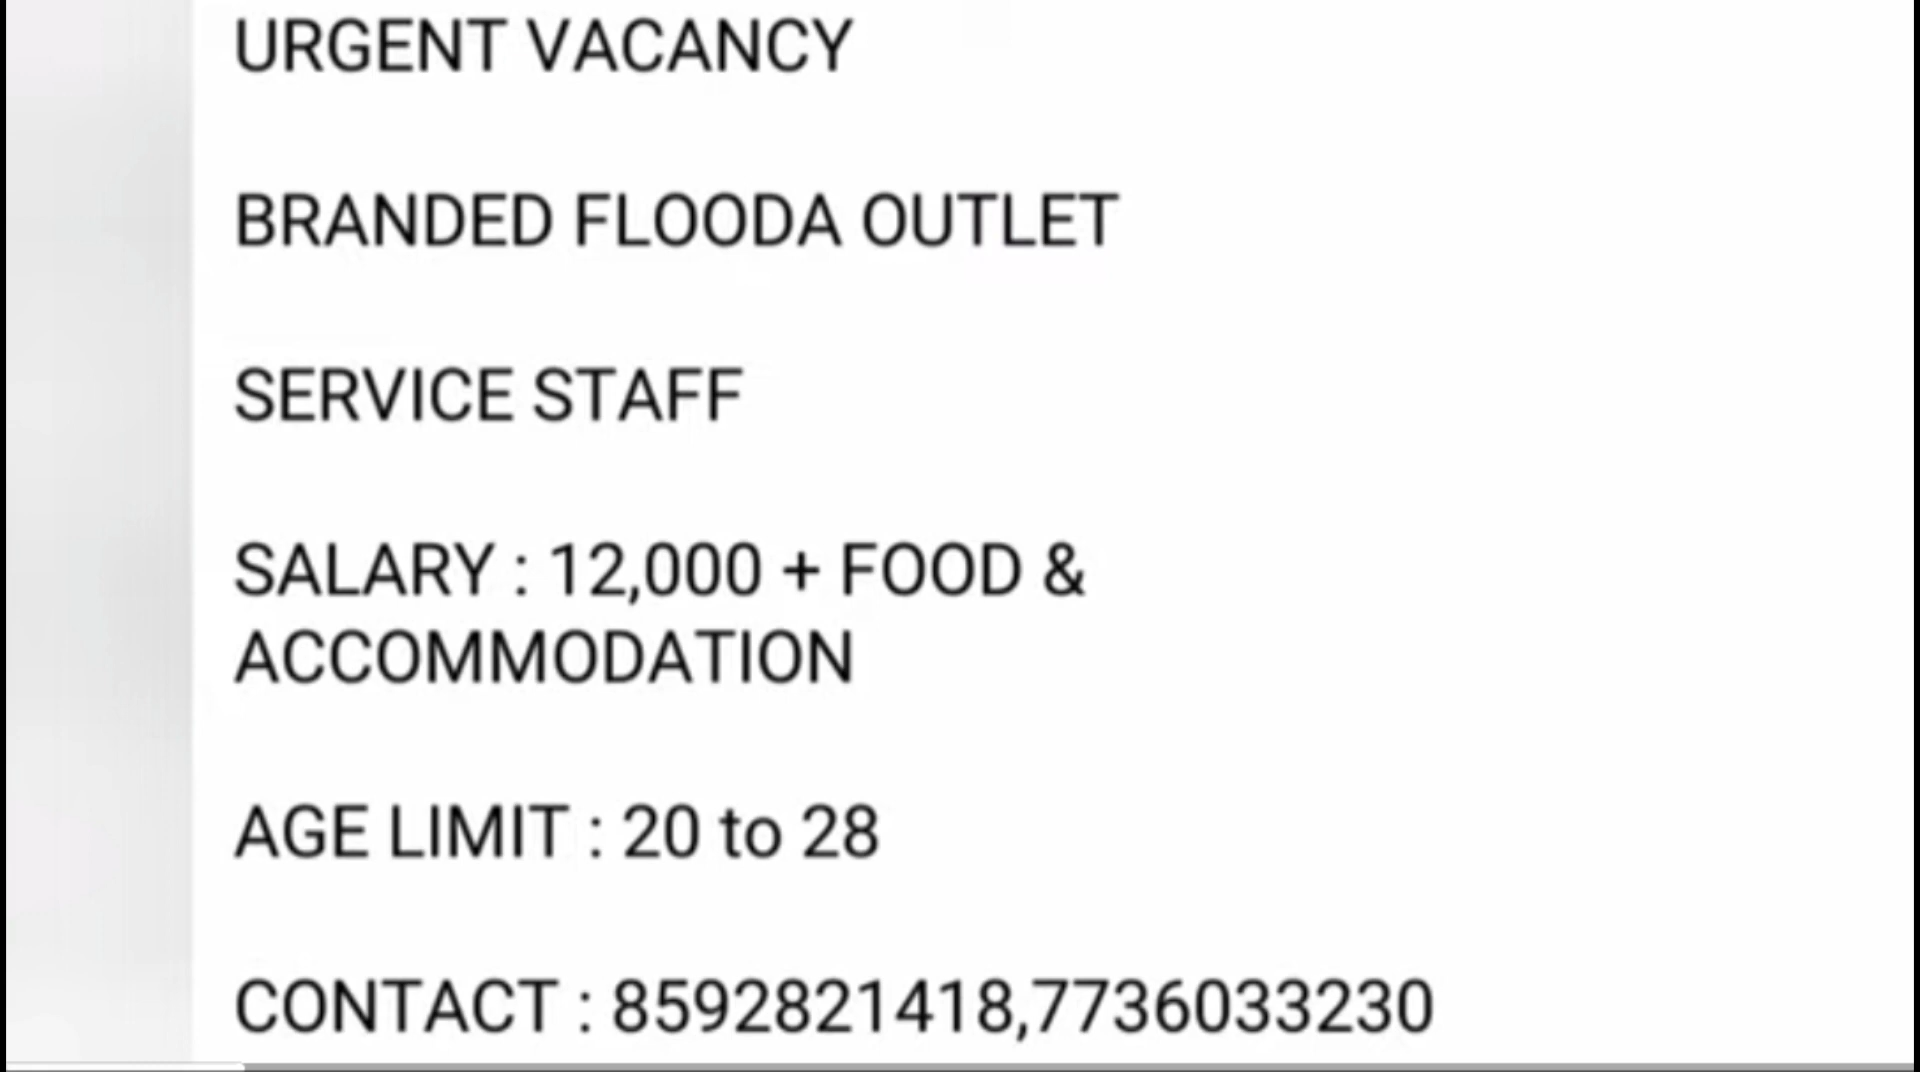 URGENT VACANCY
BRANDED FLOODA OUTLET
SERVICE STAFF
SALARY : 12,000 + FOOD &
ACCOMMODATION
AGE LIMIT : 20 to 28
CONTACT : 8592821418,7736033230